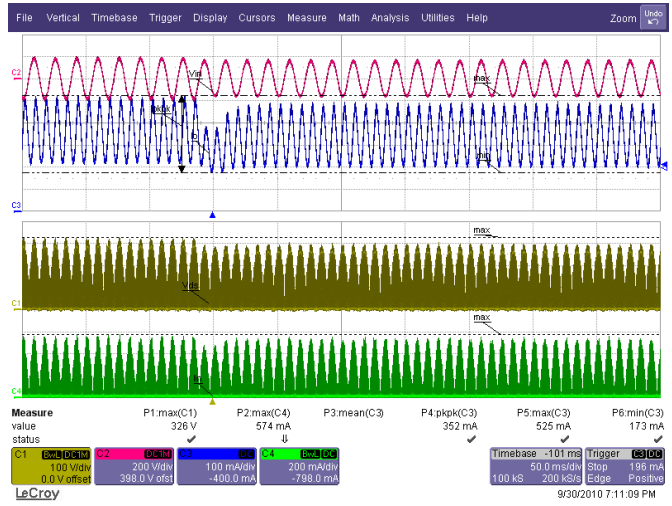 File Vertical Timebase Trigger Display Cursors Measure Math Analysis Utilities Help Zoom Undo
C2
Vin
max
pkpk
Io
min
C3
max
C1
Vds
max
C4
Measure P1:max(C1) P2:max(C4) P3:mean(C3) P4:pkpk(C3) P5:max(C3) P6:min(C3)
value 326 V 574 mA 352 mA 525 mA 173 mA
status
C1 BwL DC1M C2 DC1M C3 DC C4 BwL DC Timebase -101 ms Trigger C3 DC
100 V/div 200 V/div 100 mA/div 200 mA/div 50.0 ms/div Stop 196 mA
0.0 V offset 398.0 V ofst -400.0 mA -798.0 mA 100 kS 200 kS/s Edge Positive
LeCroy 9/30/2010 7:11:09 PM